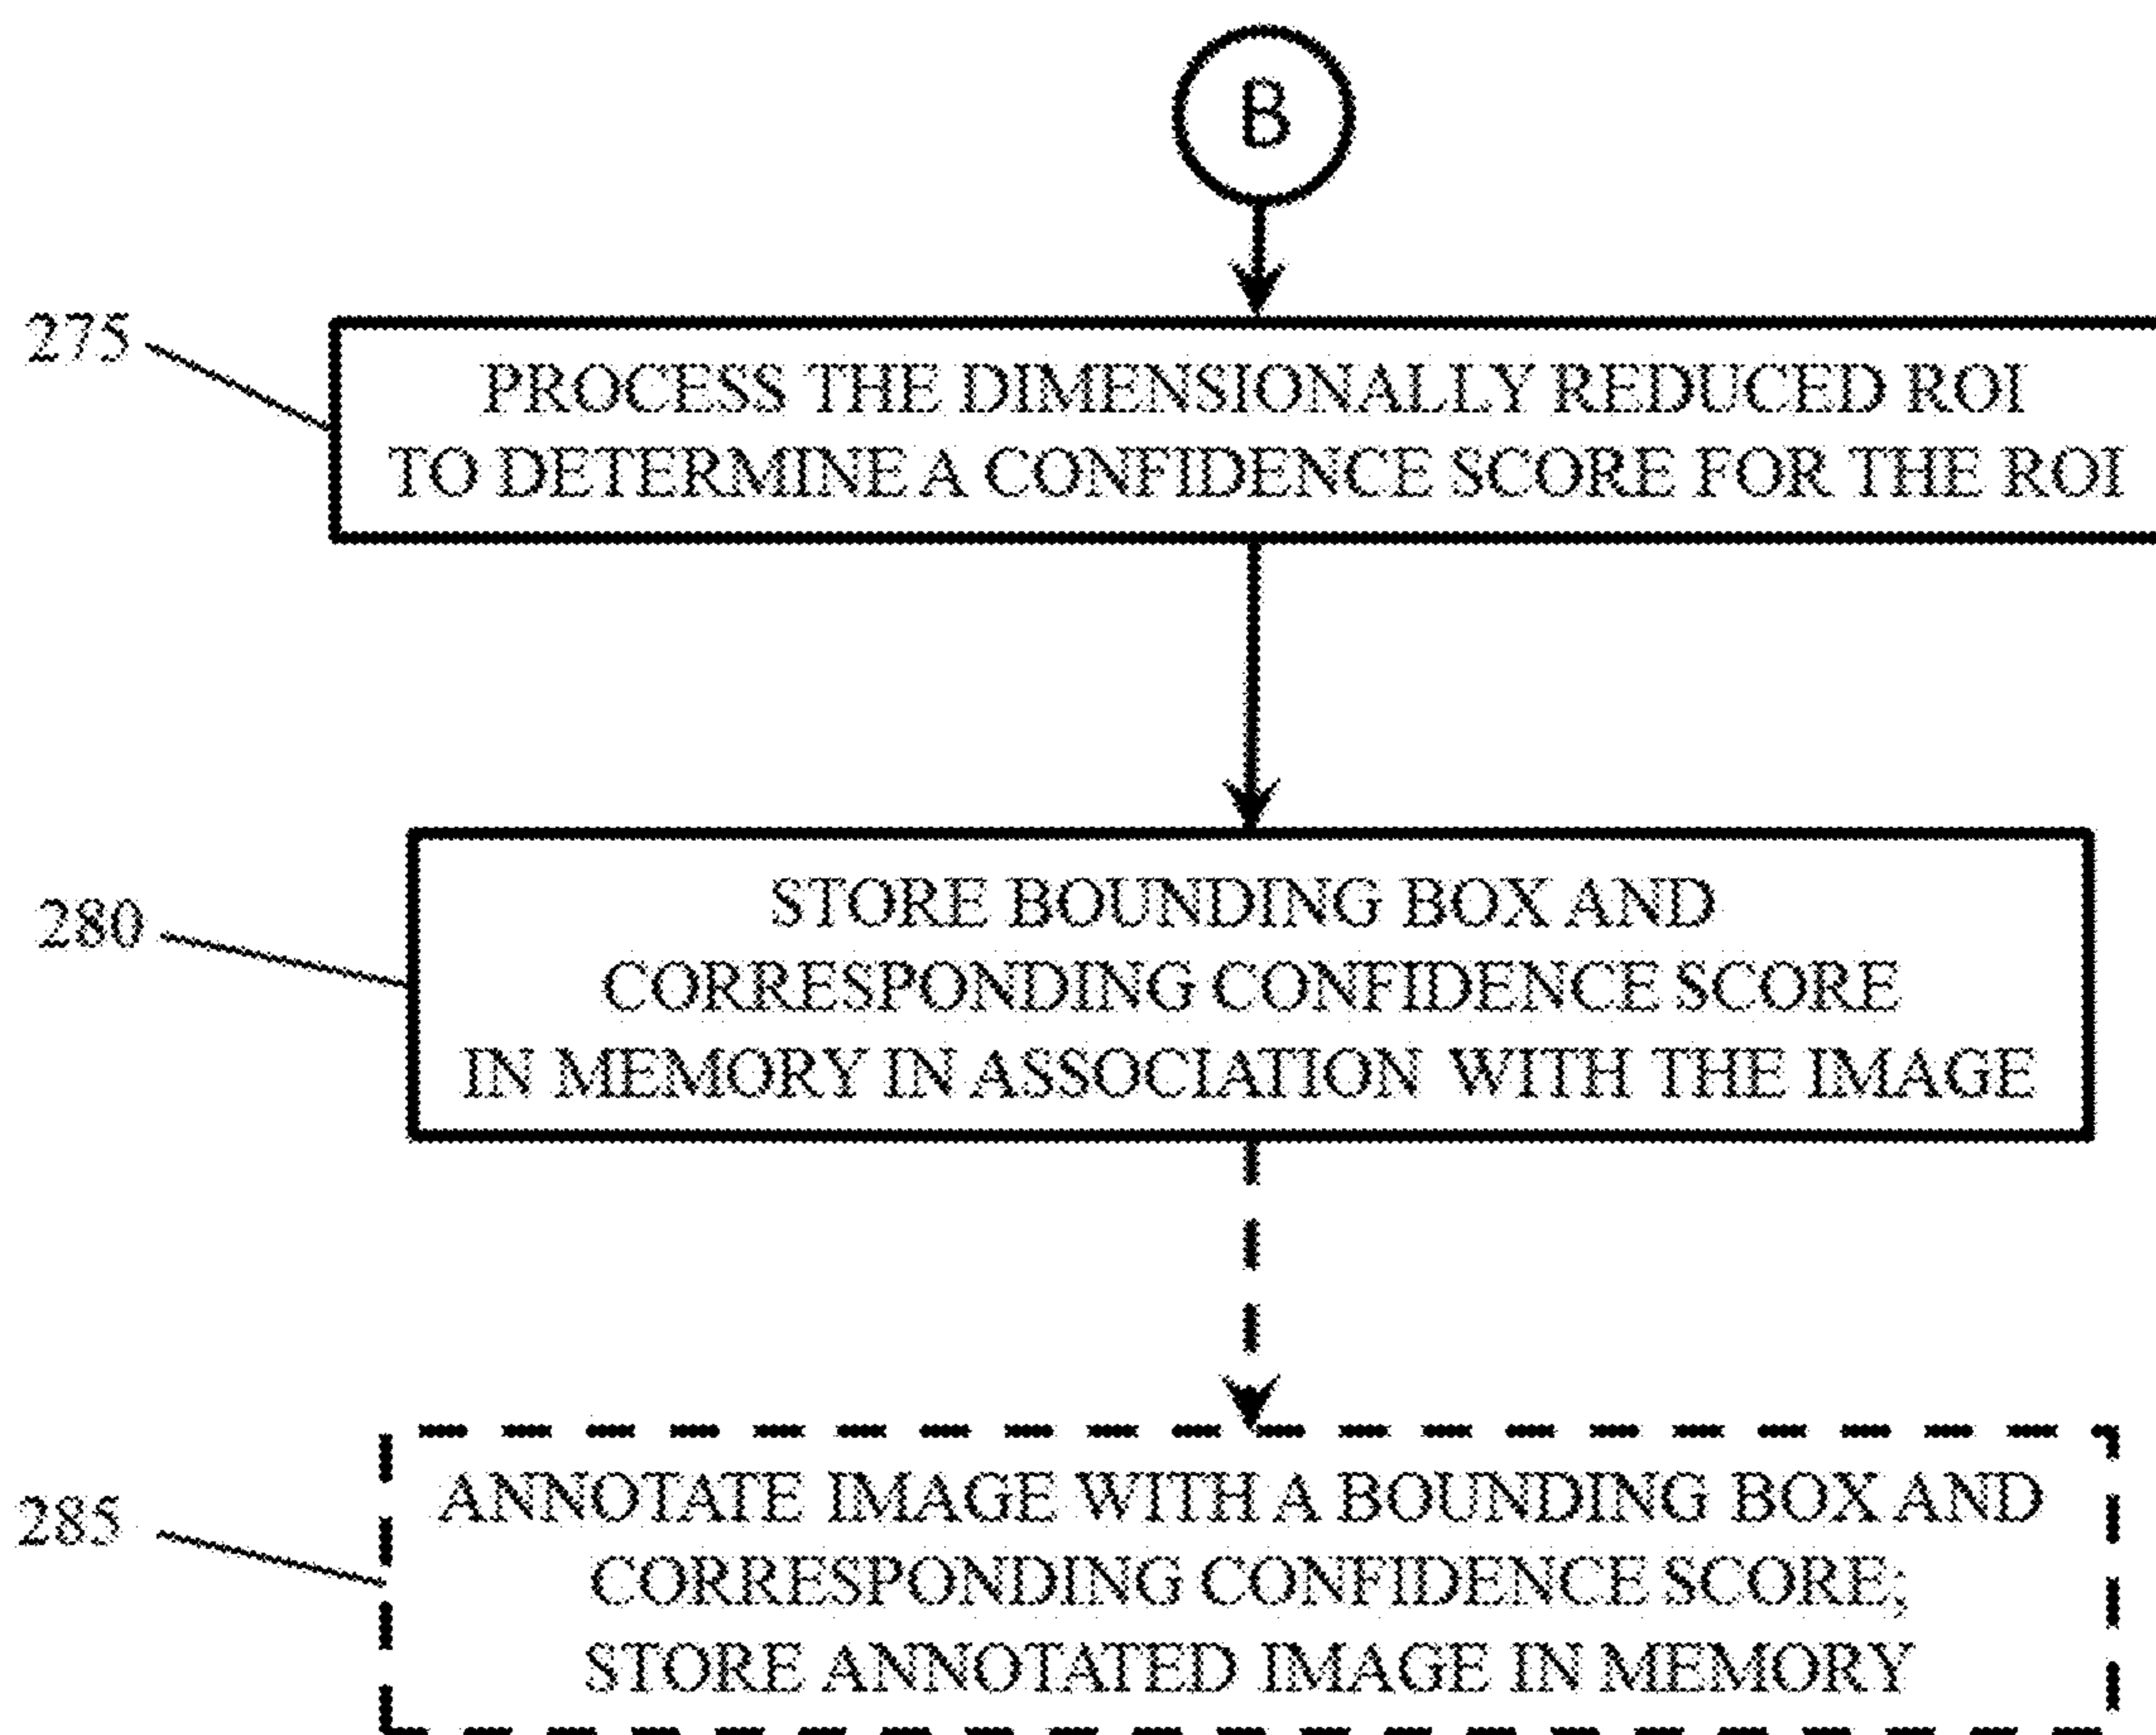 B
275
PROCESS THE DIMENSIONALLY REDUCED ROI
TO DETERMINE A CONFIDENCE SCORE FOR THE ROI
280
STORE BOUNDING BOX AND
CORRESPONDING CONFIDENCE SCORE
IN MEMORY IN ASSOCIATION WITH THE IMAGE
285
ANNOTATE IMAGE WITH A BOUNDING BOX AND
CORRESPONDING CONFIDENCE SCORE;
STORE ANNOTATED IMAGE IN MEMORY